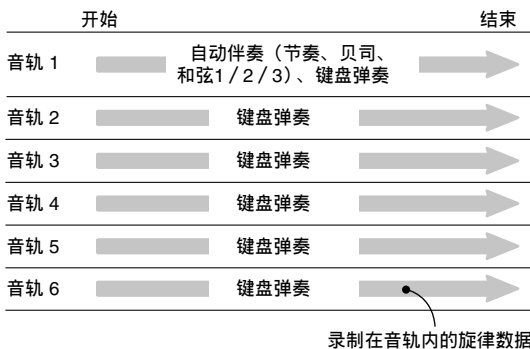 开始 结束
音轨 1 自动伴奏（节奏、贝司、
和弦1 / 2 / 3）、键盘弹奏
音轨 2 键盘弹奏
音轨 3 键盘弹奏
音轨 4 键盘弹奏
音轨 5 键盘弹奏
音轨 6 键盘弹奏
录制在音轨内的旋律数据